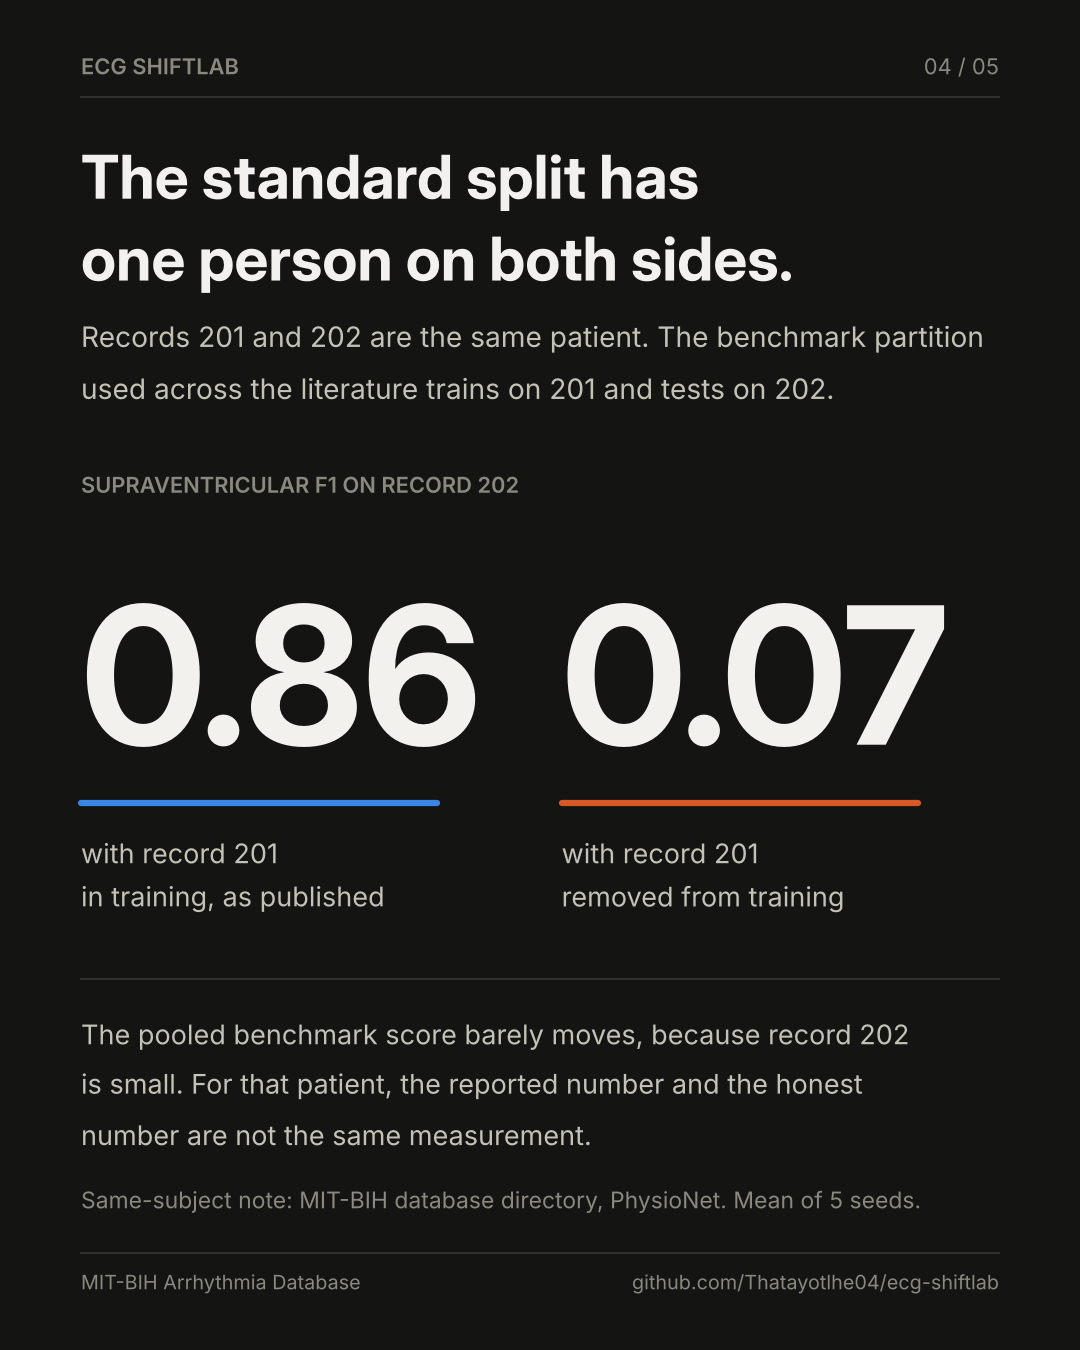 ECG SHIFTLAB
04 / 05
The standard split has
one person on both sides.
Records 201 and 202 are the same patient. The benchmark partition
used across the literature trains on 201 and tests on 202.
SUPRAVENTRICULAR F1 ON RECORD 202
0.86
0.07
with record 201
in training, as published
with record 201
removed from training
The pooled benchmark score barely moves, because record 202
is small. For that patient, the reported number and the honest
number are not the same measurement.
Same-subject note: MIT-BIH database directory, PhysioNet. Mean of 5 seeds.
MIT-BIH Arrhythmia Database
github.com/Thatayotlhe04/ecg-shiftlab